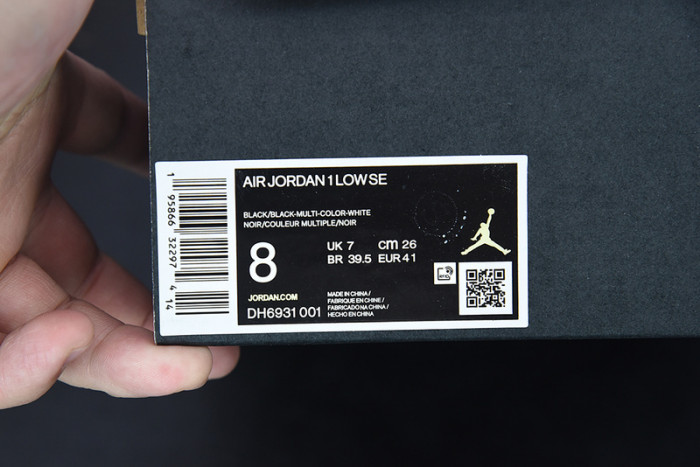 AIR JORDAN 1 LOW SE
BLACK/BLACK-MULTI-COLOR-WHITE
NOIR/COULEUR MULTIPLE/NOIR
8
UK 7 cm 26
BR 39.5 EUR 41
JORDAN.COM
DH6931 001
MADE IN CHINA /
FABRIQUE EN CHINE /
FABRICADO NA CHINA /
HECHO EN CHINA
1 95866 32297 4 14